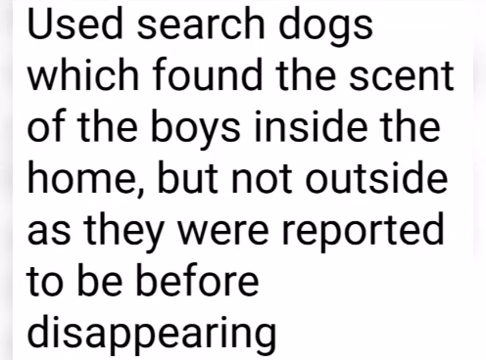 Used search dogs
which found the scent
of the boys inside the
home, but not outside
as they were reported
to be before
disappearing